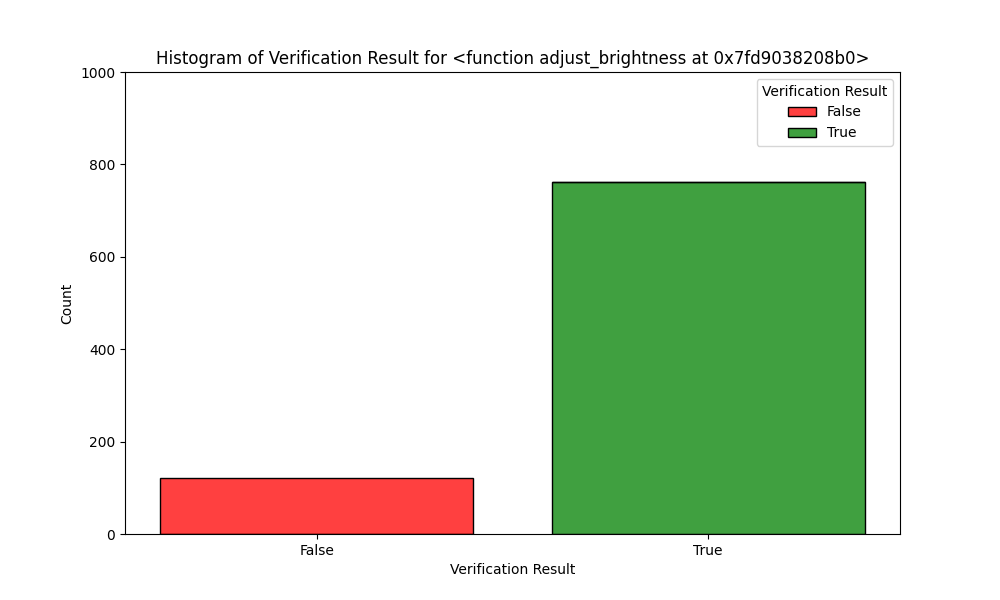 Histogram of Verification Result for <function adjust_brightness at 0x7fd9038208b0>
Verification Result
False
True
1000
800
600
400
200
0
Count
False
True
Verification Result